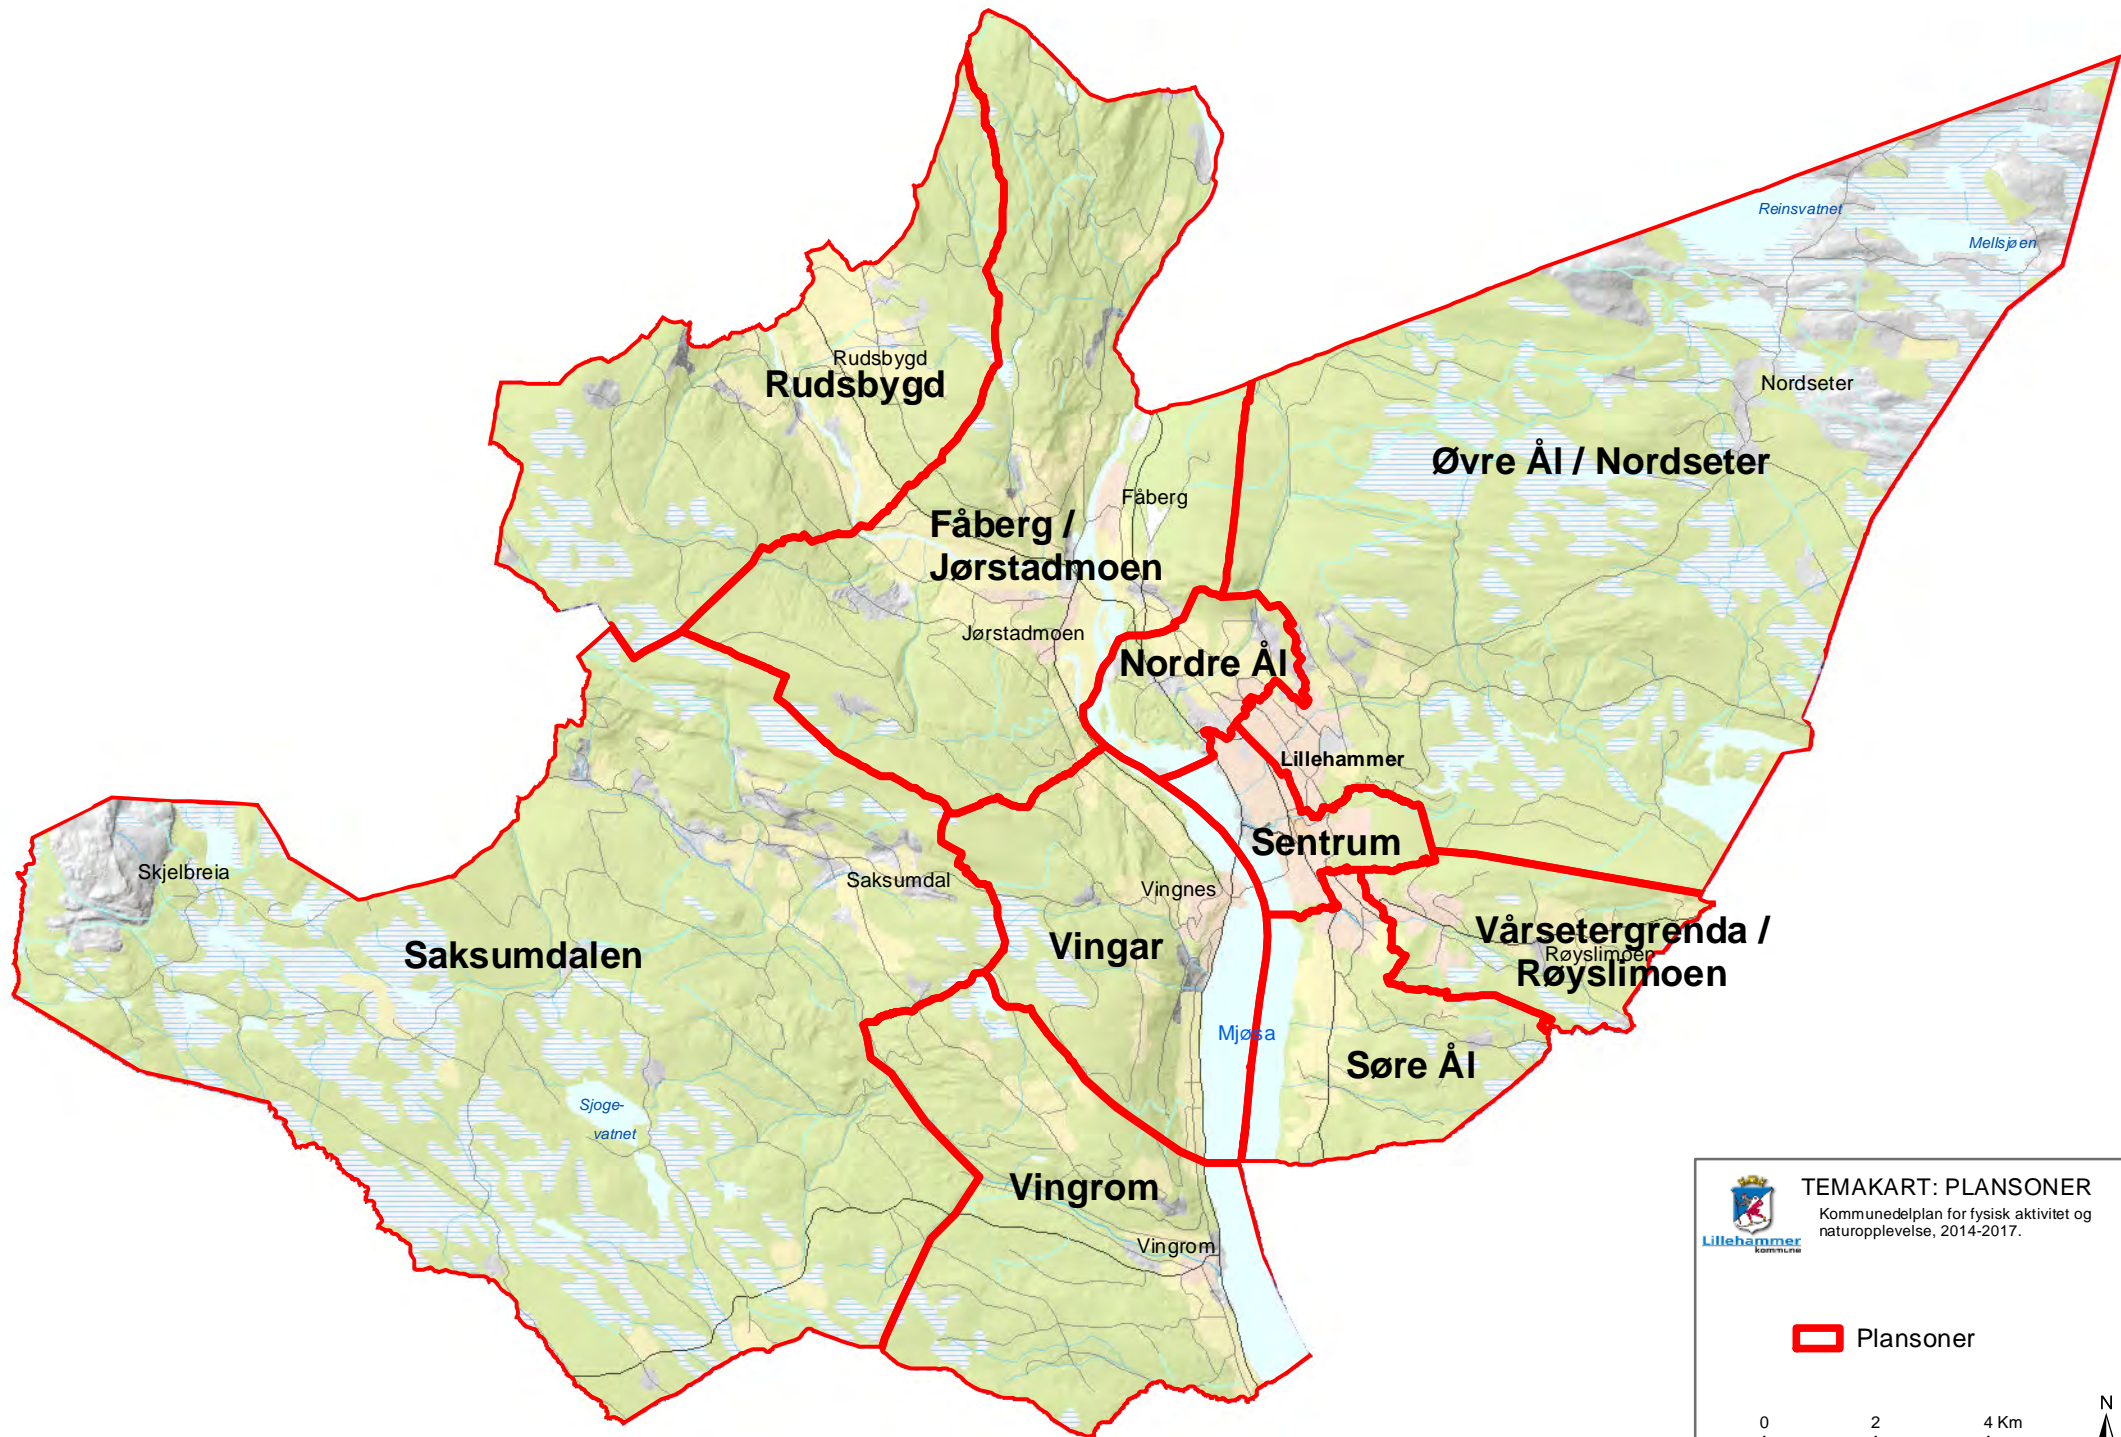 Reinsvatnet
Mellsjøen
Rudsbygd
Rudsbygd
Nordseter
Øvre Ål / Nordseter
Fåberg
Fåberg /
Jørstadmoen
Jørstadmoen
Nordre Ål
Lillehammer
Sentrum
Skjelbreia
Saksumdal
Vingnes
Saksumdalen
Vingar
Vårsetergrenda /
Røyslimoen
Røyslimoen
Mjøsa
Søre Ål
Sjoge-
vatnet
Vingrom
Vingrom
TEMAKART: PLANSONER
Kommunedelplan for fysisk aktivitet og
naturopplevelse, 2014-2017.
Lillehammer
kommune
Plansoner
N
0 2 4 Km